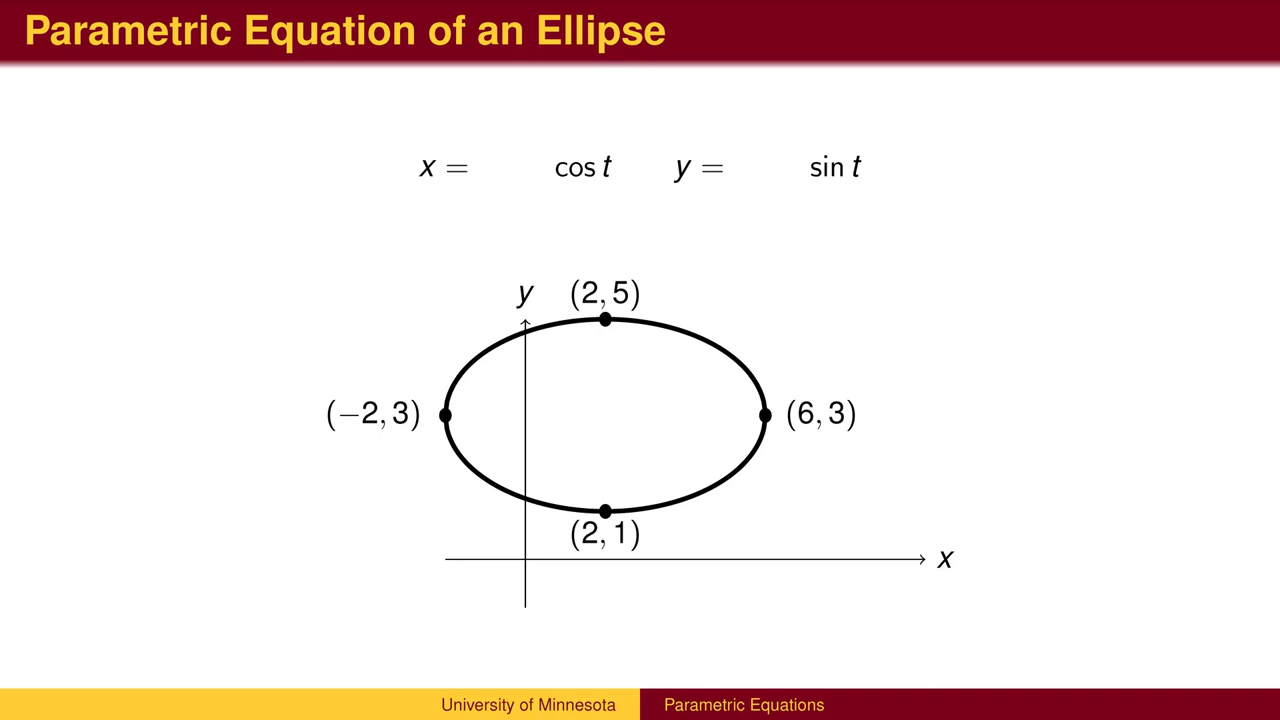 Parametric Equation of an Ellipse
x = cos t y = sin t
y (2, 5)
(−2, 3) (6, 3)
(2, 1)
x
University of Minnesota Parametric Equations